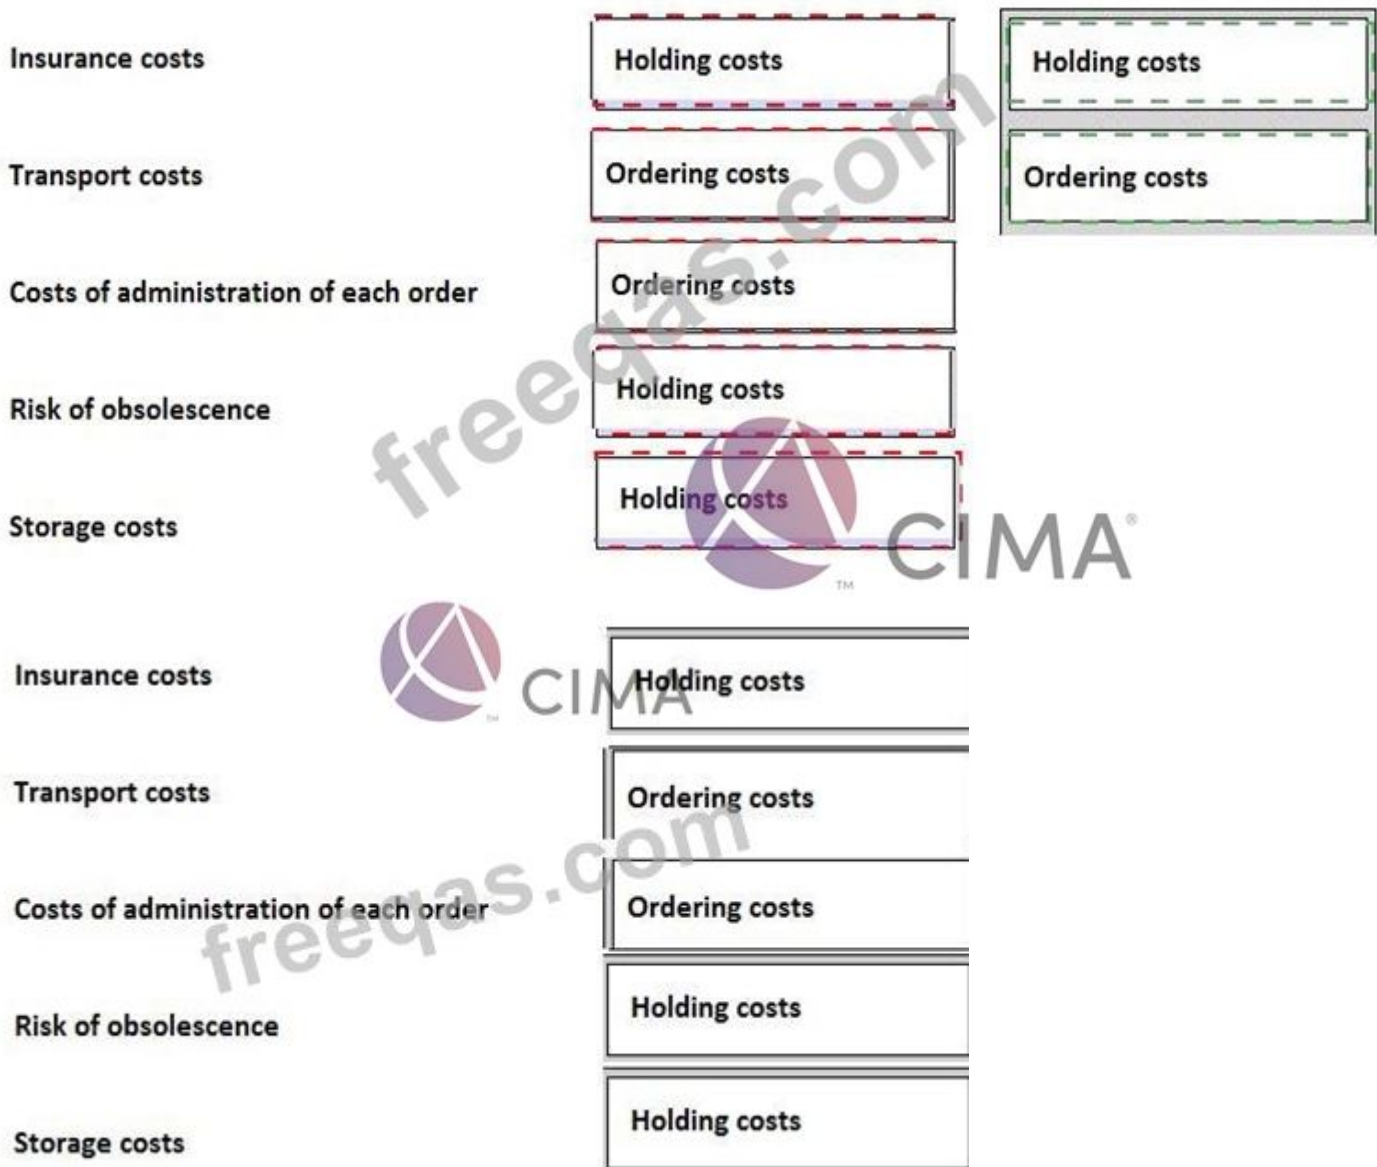 Insurance costs
Holding costs
Holding costs
Transport costs
Ordering costs
Ordering costs
Costs of administration of each order
Ordering costs
Risk of obsolescence
Holding costs
Storage costs
Holding costs
freeqas.com
CIMA®
TM
Insurance costs
CIMA
TM
Holding costs
Transport costs
Ordering costs
Costs of administration of each order
Ordering costs
freeqas.com
Risk of obsolescence
Holding costs
Storage costs
Holding costs